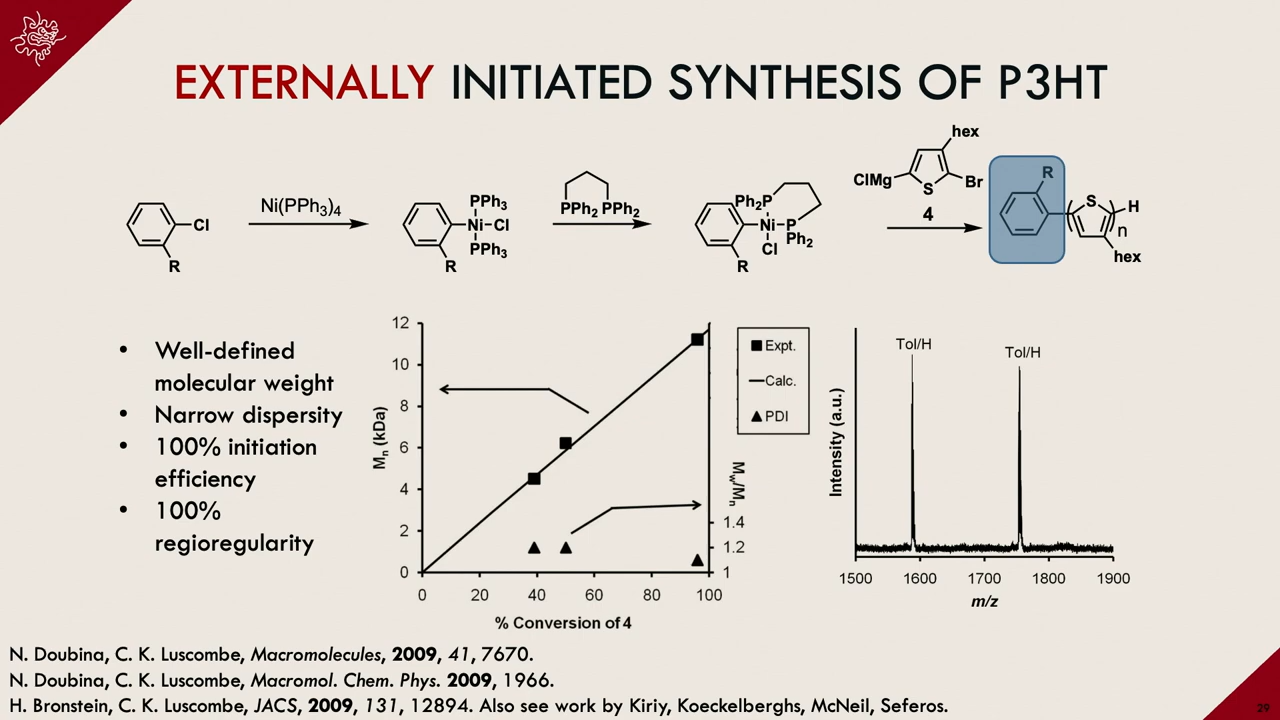 EXTERNALLY INITIATED SYNTHESIS OF P3HT
Cl
R
Ni(PPh3)4
PPh3
Ni Cl
PPh3
R
PPh2 PPh2
Ph2P
Ni P
Cl Ph2
R
hex
ClMg
S
Br
4
R
S
H
n
hex
• Well-defined
molecular weight
• Narrow dispersity
• 100% initiation
efficiency
• 100%
regioregularity
Mn (kDa)
12
10
8
6
4
2
0
0 20 40 60 80 100
% Conversion of 4
Mw/Mn
1.4
1.2
1
Expt.
Calc.
PDI
Intensity (a.u.)
Tol/H
Tol/H
1500 1600 1700 1800 1900
m/z
N. Doubina, C. K. Luscombe, Macromolecules, 2009, 41, 7670.
N. Doubina, C. K. Luscombe, Macromol. Chem. Phys. 2009, 1966.
H. Bronstein, C. K. Luscombe, JACS, 2009, 131, 12894. Also see work by Kiriy, Koeckelberghs, McNeil, Seferos.
29